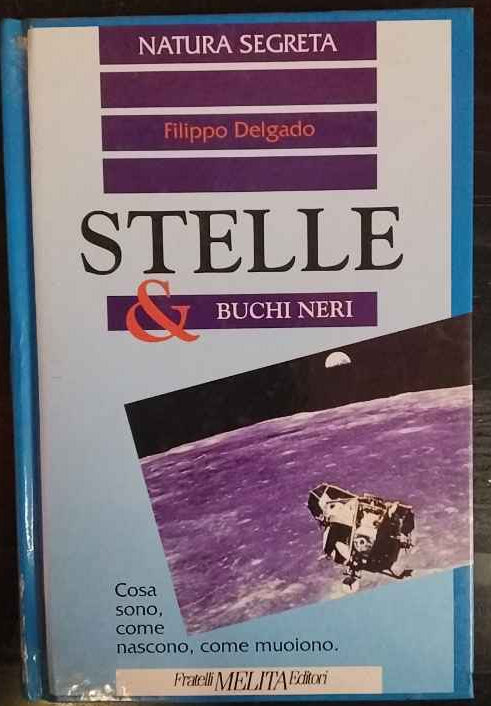 NATURA SEGRETA
Filippo Delgado
STELLE
& BUCHI NERI
Cosa
sono,
come
nascono, come muoiono.
Fratelli MELITA Editori